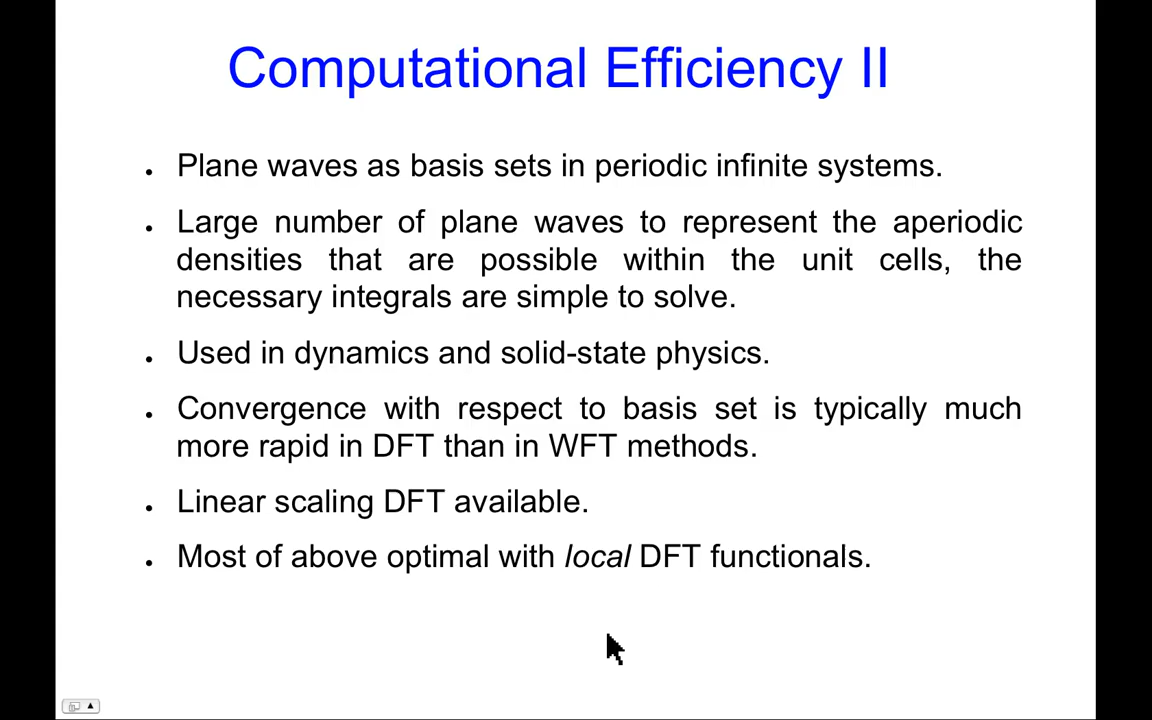 Computational Efficiency II
• Plane waves as basis sets in periodic infinite systems.
• Large number of plane waves to represent the aperiodic
densities that are possible within the unit cells, the
necessary integrals are simple to solve.
• Used in dynamics and solid-state physics.
• Convergence with respect to basis set is typically much
more rapid in DFT than in WFT methods.
• Linear scaling DFT available.
• Most of above optimal with local DFT functionals.